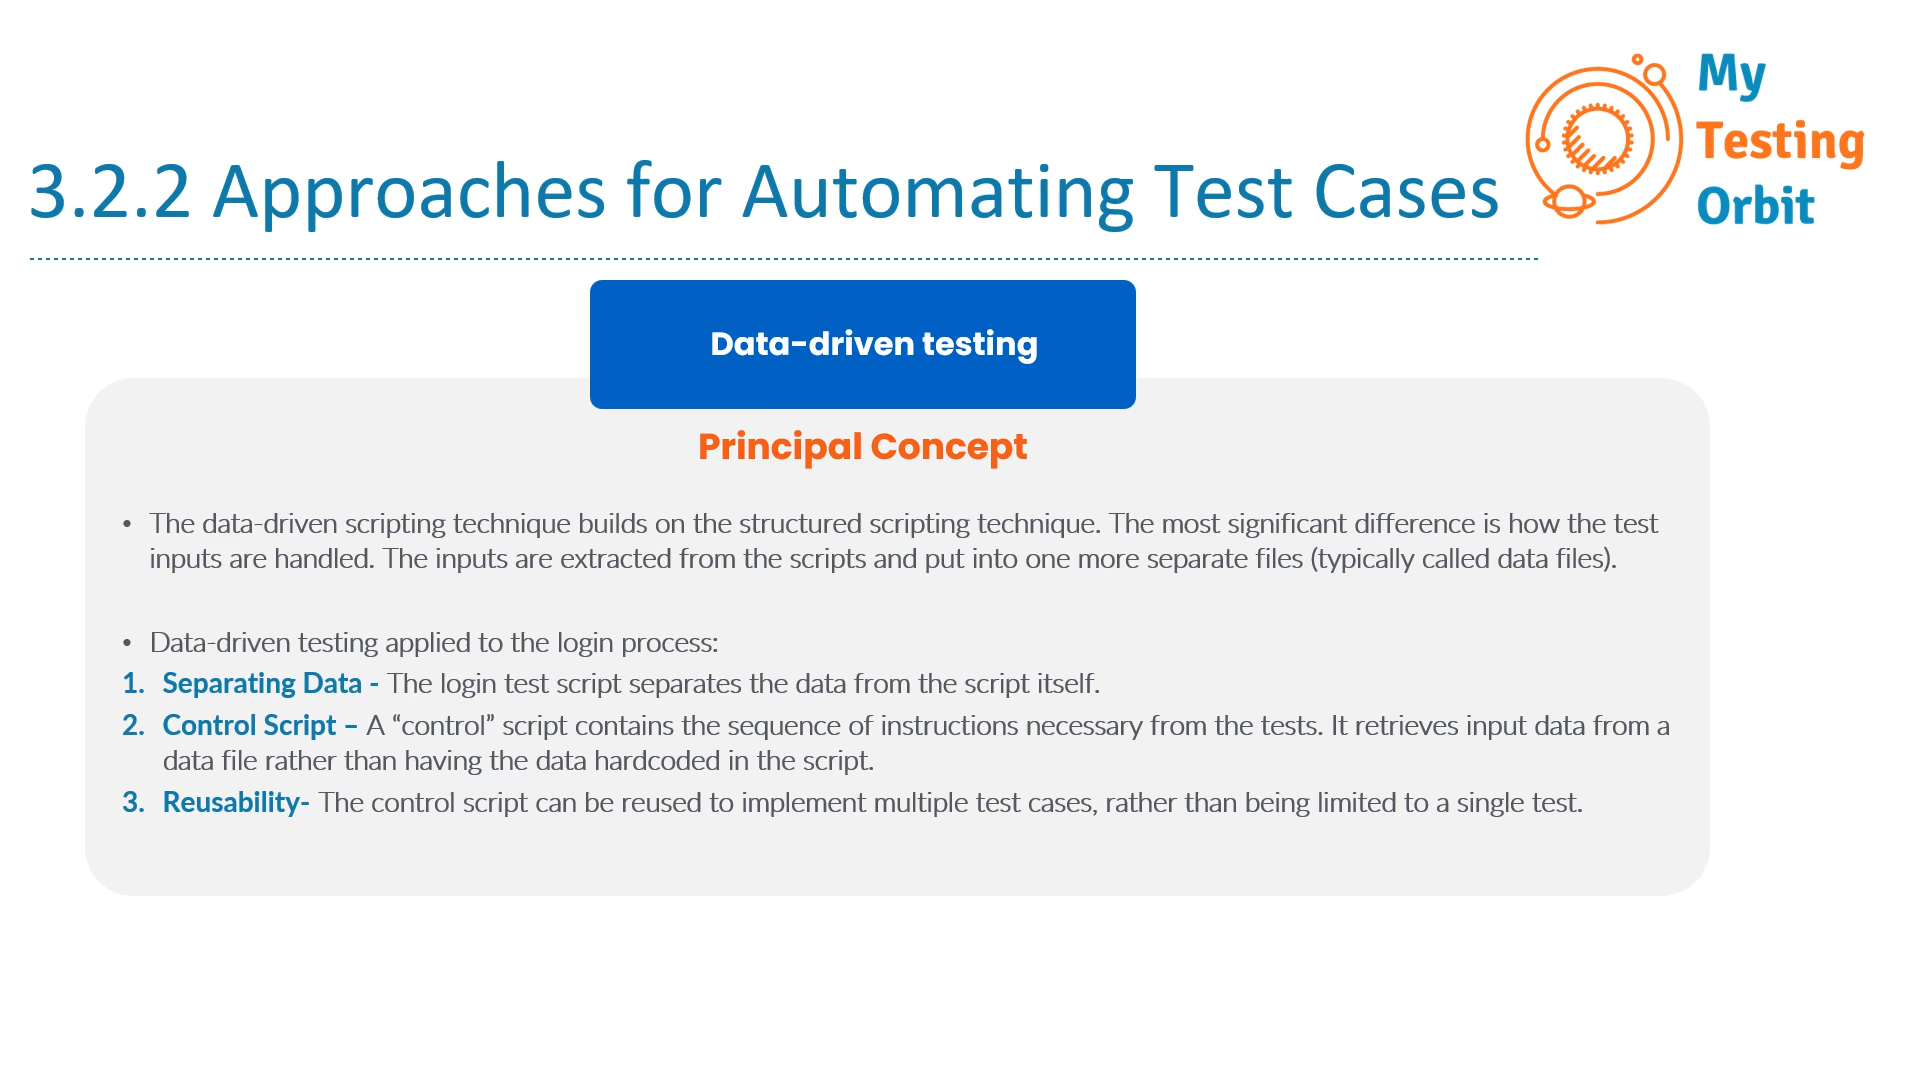 My
Testing
Orbit
3.2.2 Approaches for Automating Test Cases
Data-driven testing
Principal Concept
• The data-driven scripting technique builds on the structured scripting technique. The most significant difference is how the test
inputs are handled. The inputs are extracted from the scripts and put into one more separate files (typically called data files).
• Data-driven testing applied to the login process:
1. Separating Data - The login test script separates the data from the script itself.
2. Control Script – A “control” script contains the sequence of instructions necessary from the tests. It retrieves input data from a
data file rather than having the data hardcoded in the script.
3. Reusability- The control script can be reused to implement multiple test cases, rather than being limited to a single test.